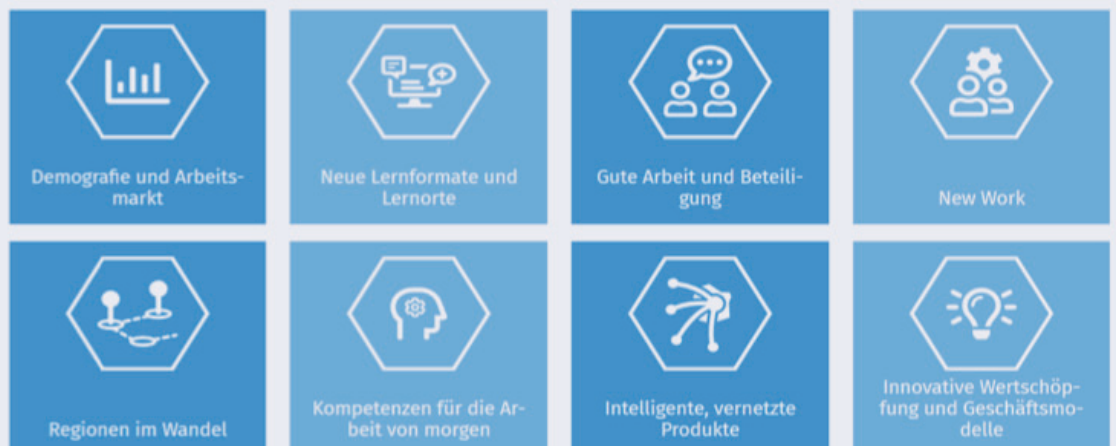 Demografie und Arbeits-
markt
Neue Lernformate und
Lernorte
Gute Arbeit und Beteili-
gung
New Work
Regionen im Wandel
Kompetenzen für die Ar-
beit von morgen
Intelligente, vernetzte
Produkte
Innovative Wertschöp-
fung und Geschäftsmo-
delle